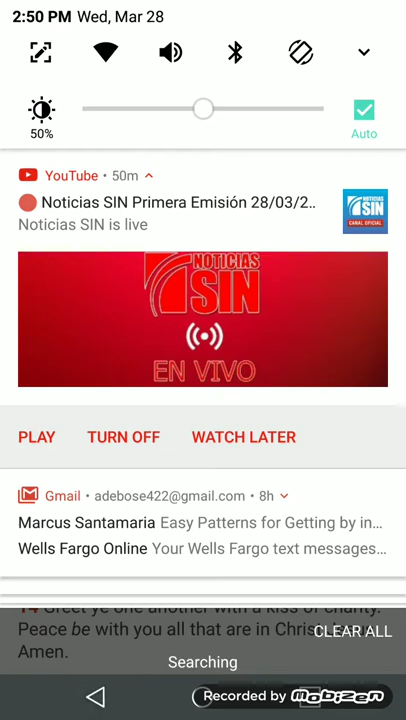 2:50 PM Wed, Mar 28
50%
Auto
YouTube • 50m
Noticias SIN Primera Emisión 28/03/2..
Noticias SIN is live
NOTICIAS
SIN
CANAL OFICIAL
NOTICIAS
SIN
EN VIVO
PLAY TURN OFF WATCH LATER
Gmail • adebose422@gmail.com • 8h
Marcus Santamaria Easy Patterns for Getting by in...
Wells Fargo Online Your Wells Fargo text messages...
14 Greet ye one another with a kiss of charity.
Peace be with you all that are in Christ
CLEAR ALL
Amen.
Searching
Recorded by mobizen